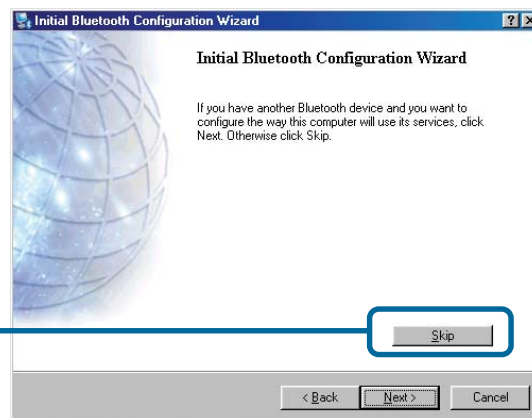 Initial Bluetooth Configuration Wizard
Initial Bluetooth Configuration Wizard
If you have another Bluetooth device and you want to
configure the way this computer will use its services, click
Next. Otherwise click Skip.
Skip
< Back Next > Cancel